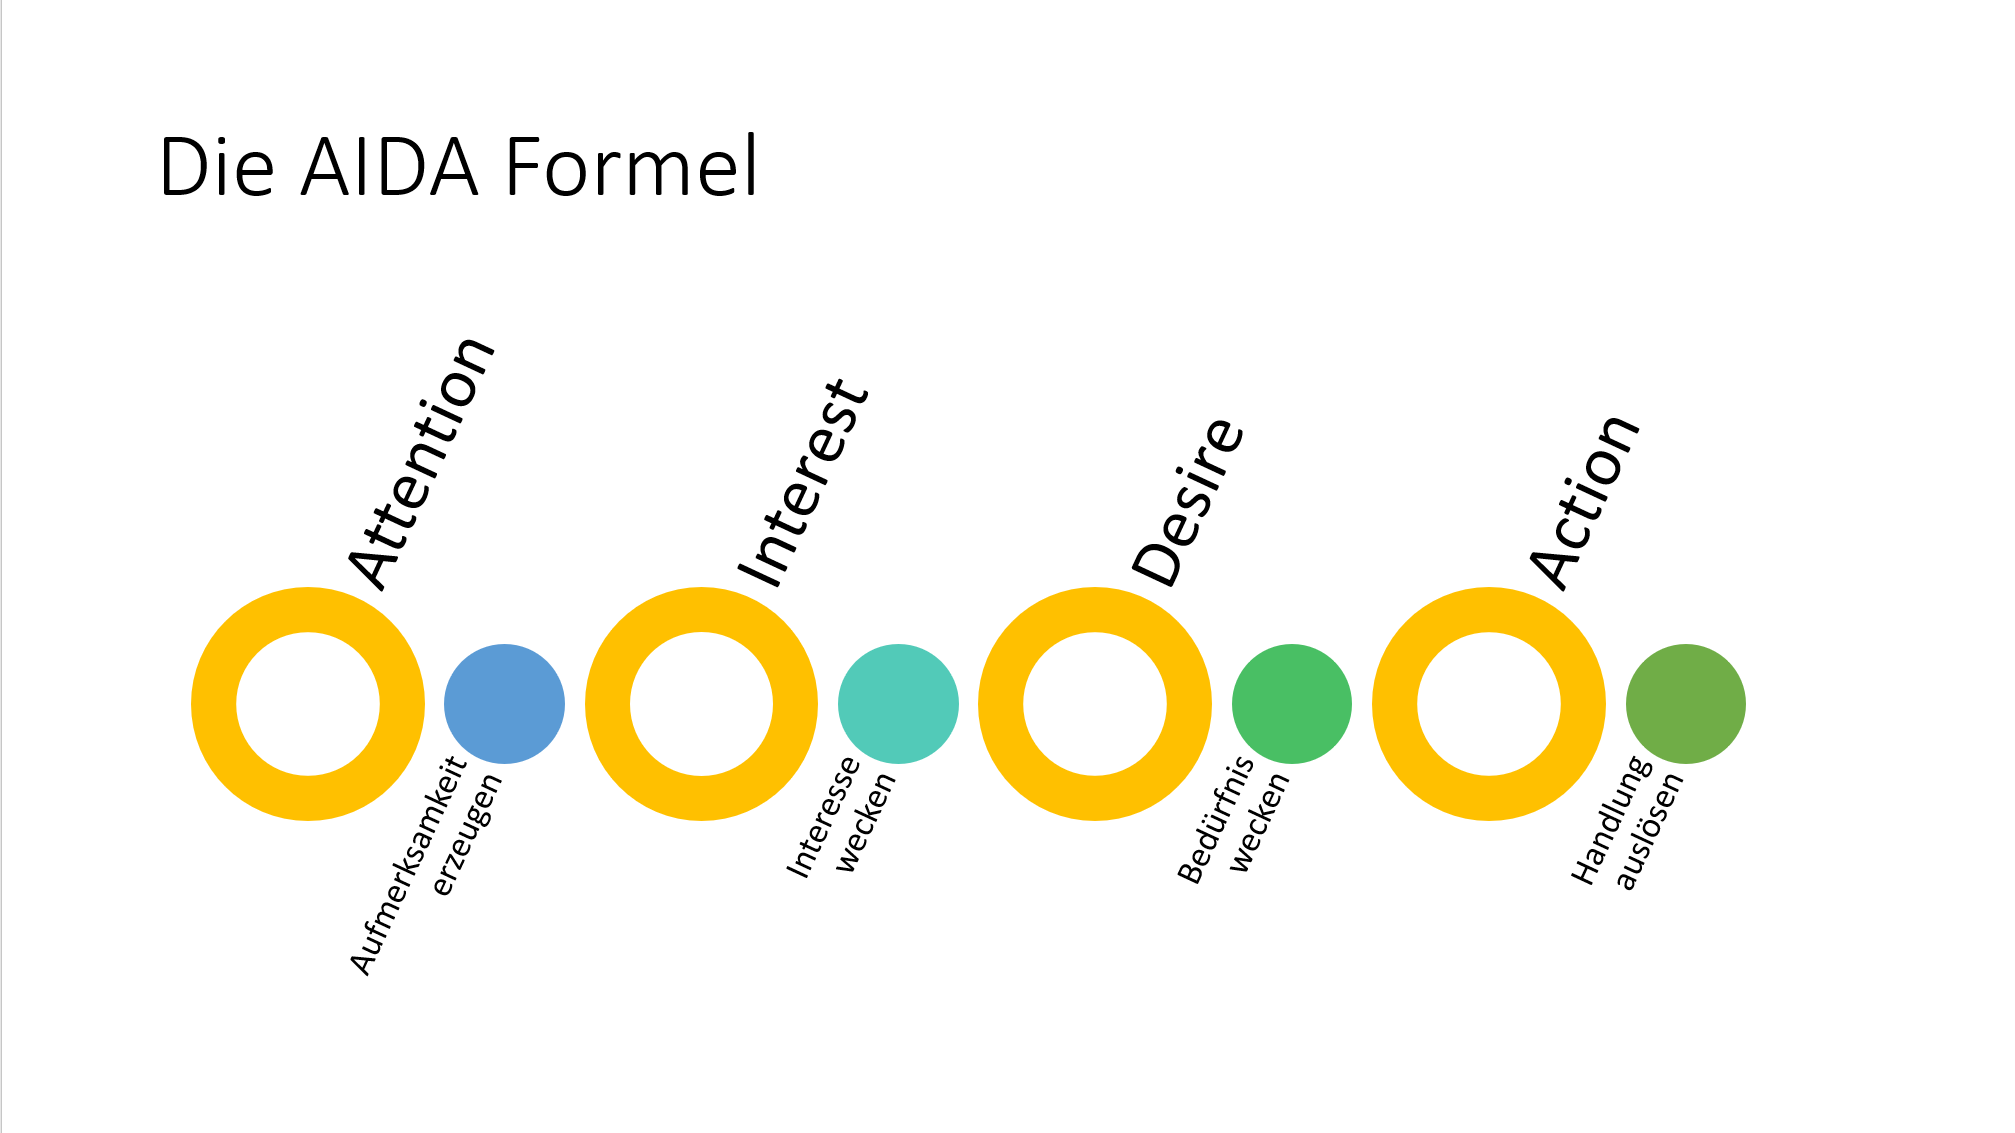 Die AIDA Formel
Attention
Aufmerksamkeit
erzeugen
Interest
Interesse
wecken
Desire
Bedürfnis
wecken
Action
Handlung
auslösen